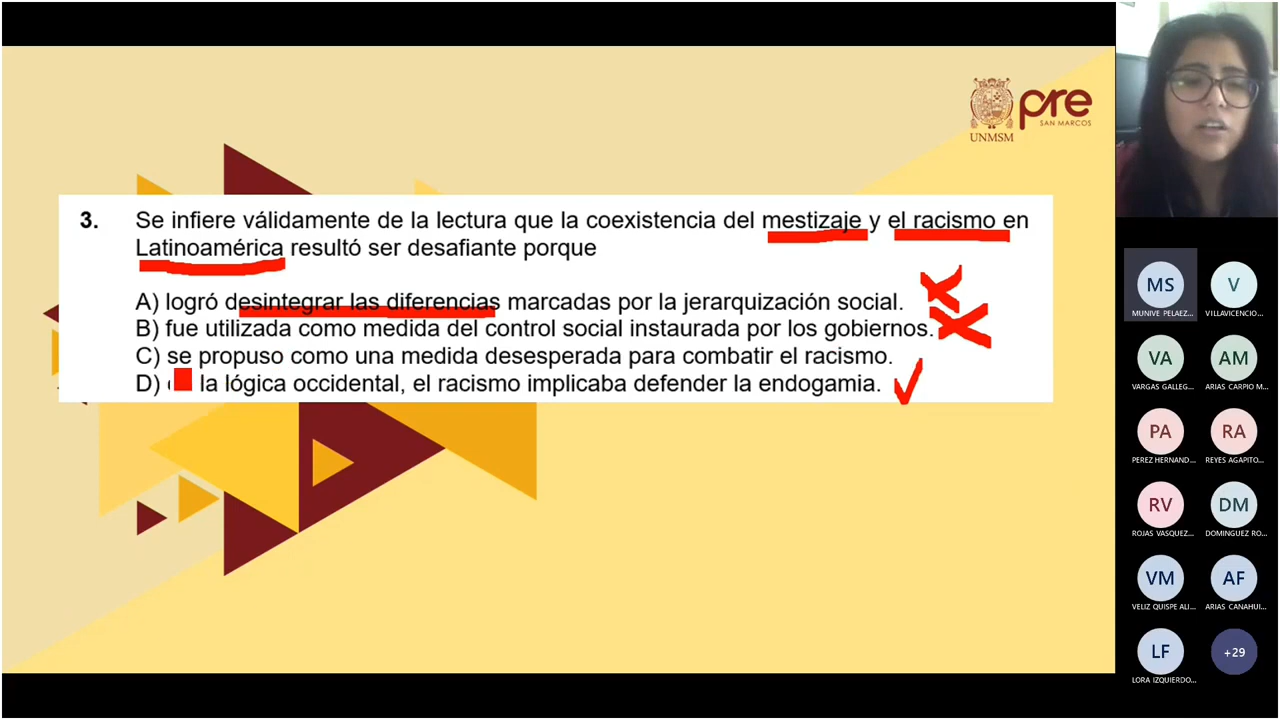 UNMSM
pre
SAN MARCOS
3. Se infiere válidamente de la lectura que la coexistencia del mestizaje y el racismo en
Latinoamérica resultó ser desafiante porque
A) logró desintegrar las diferencias marcadas por la jerarquización social.
B) fue utilizada como medida del control social instaurada por los gobiernos.
C) se propuso como una medida desesperada para combatir el racismo.
D) la lógica occidental, el racismo implicaba defender la endogamia.
MS V
MUNIVE PELAEZ... VILLAVICENCIO...
VA AM
VARGAS GALLEG... ARIAS CARPIO M...
PA RA
PEREZ HERNAND... REYES AGAPITO...
RV DM
ROJAS VASQUEZ... DOMINGUEZ RO...
VM AF
VELIZ QUISPE ALI... ARIAS CANAHUI...
LF +29
LORA IZQUIERDO...